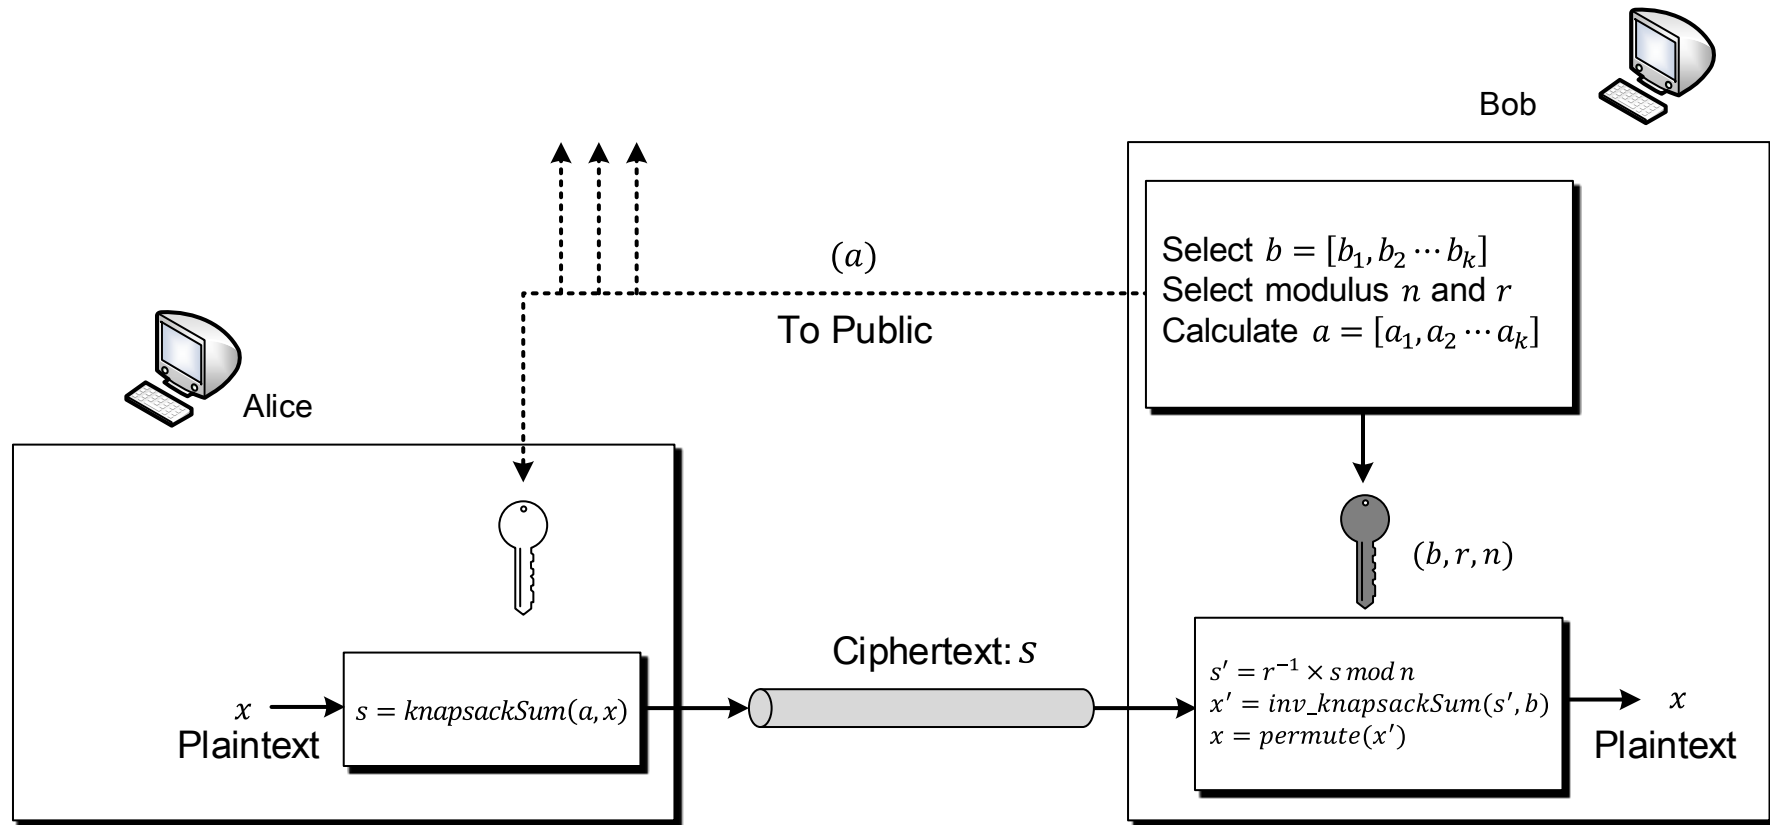 Bob
Select b = [b₁, b₂ ⋯ bₖ]
Select modulus n and r
Calculate a = [a₁, a₂ ⋯ aₖ]
(a)
To Public
Alice
(b, r, n)
Ciphertext: s
x
Plaintext
s = knapsackSum(a, x)
s′ = r⁻¹ × s mod n
x′ = inv_knapsackSum(s′, b)
x = permute(x′)
x
Plaintext